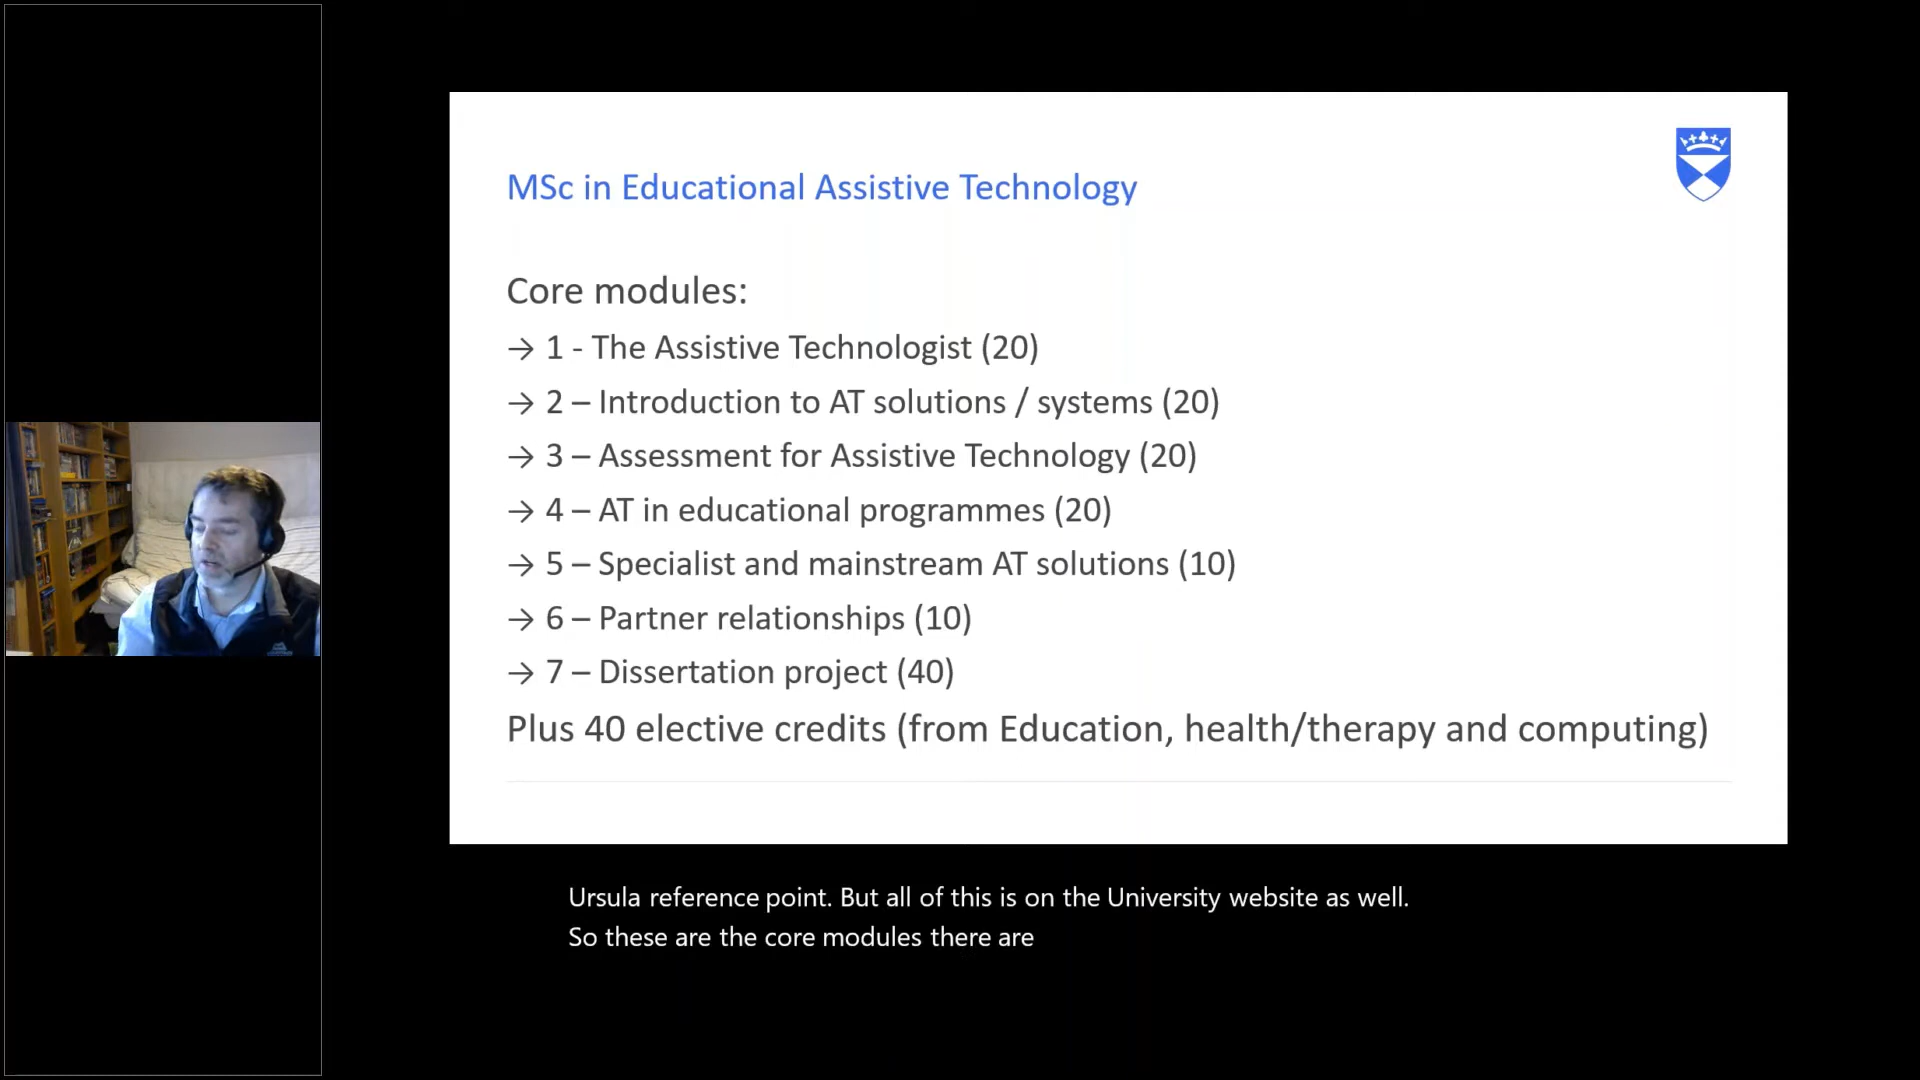 MSc in Educational Assistive Technology
Core modules:
→ 1 - The Assistive Technologist (20)
→ 2 – Introduction to AT solutions / systems (20)
→ 3 – Assessment for Assistive Technology (20)
→ 4 – AT in educational programmes (20)
→ 5 – Specialist and mainstream AT solutions (10)
→ 6 – Partner relationships (10)
→ 7 – Dissertation project (40)
Plus 40 elective credits (from Education, health/therapy and computing)
Ursula reference point. But all of this is on the University website as well.
So these are the core modules there are